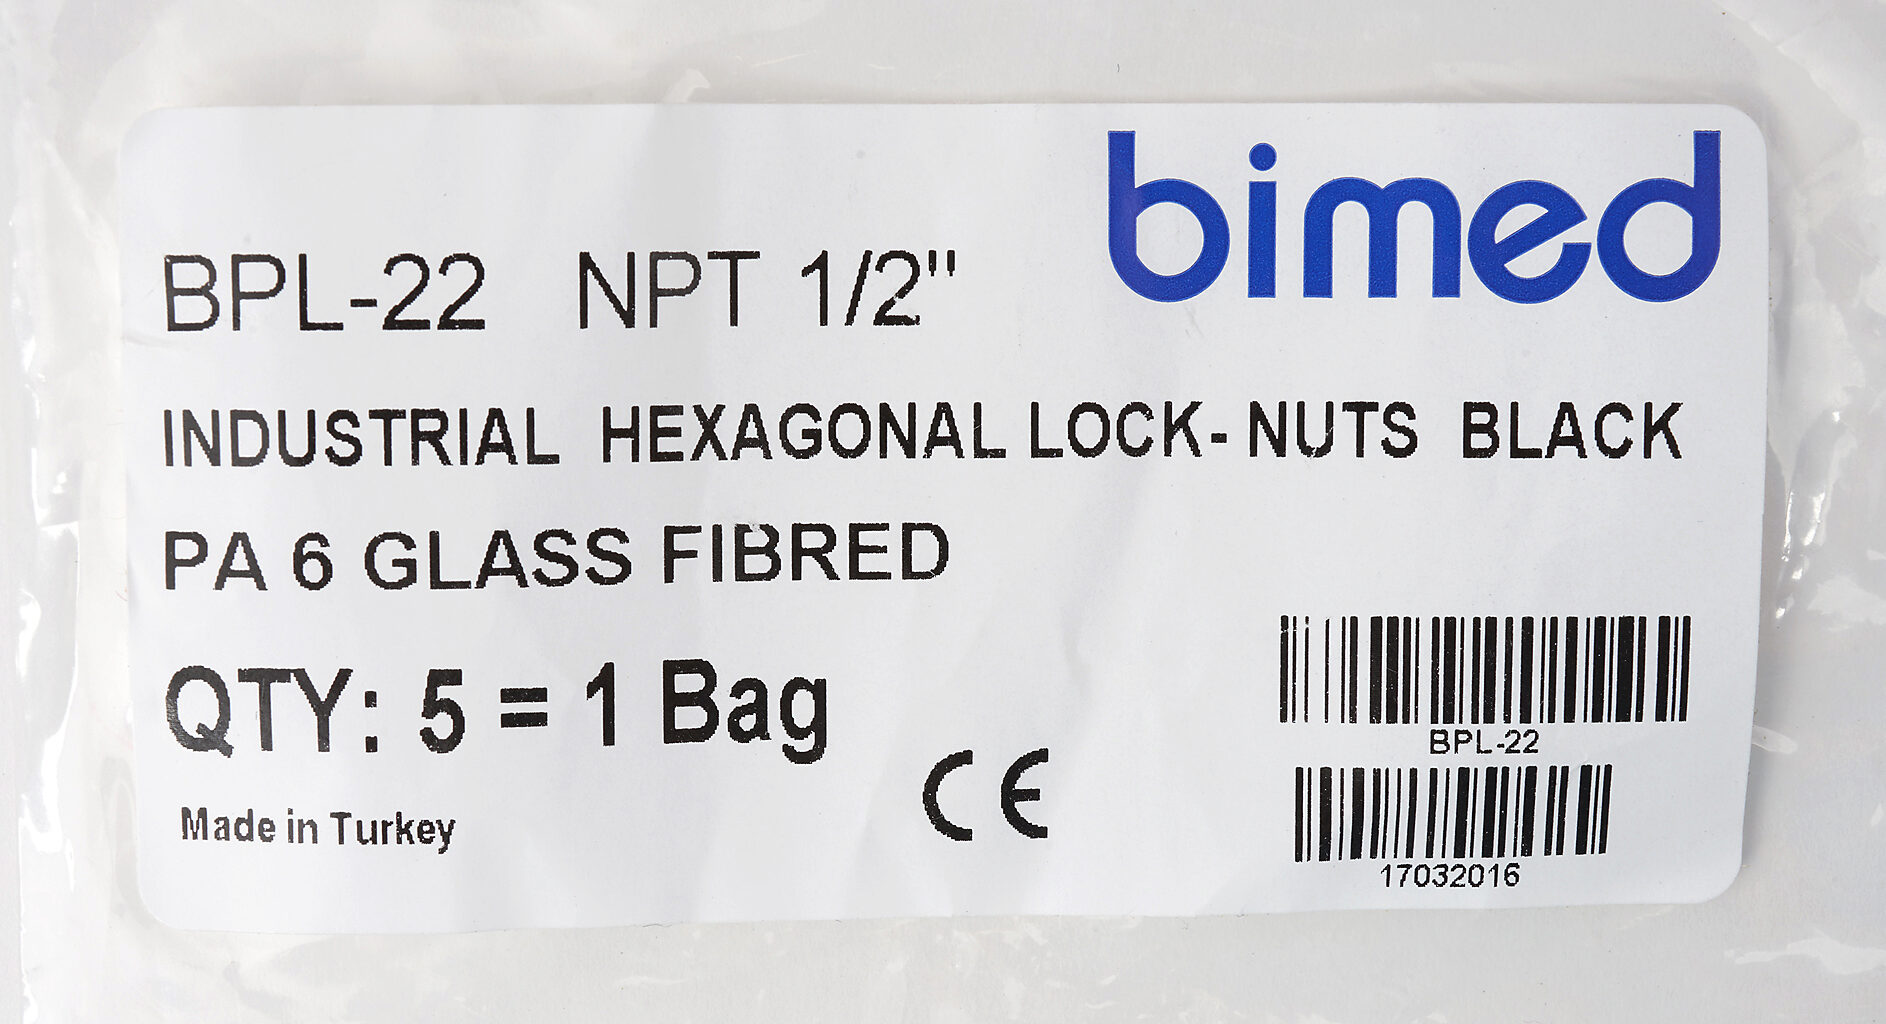 bimed
BPL-22 NPT 1/2"
INDUSTRIAL HEXAGONAL LOCK- NUTS BLACK
PA 6 GLASS FIBRED
QTY: 5 = 1 Bag
BPL-22
Made in Turkey
CE
17032016